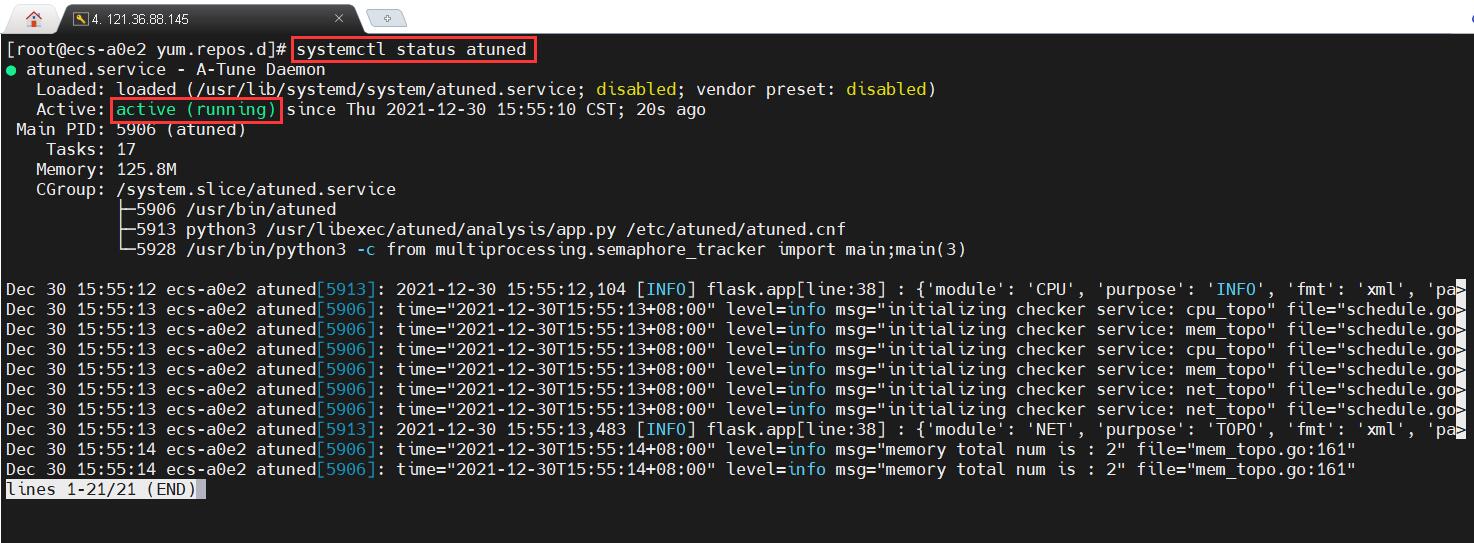 4. 121.36.88.145
[root@ecs-a0e2 yum.repos.d]# systemctl status atuned
● atuned.service - A-Tune Daemon
Loaded: loaded (/usr/lib/systemd/system/atuned.service; disabled; vendor preset: disabled)
Active: active (running) since Thu 2021-12-30 15:55:10 CST; 20s ago
Main PID: 5906 (atuned)
Tasks: 17
Memory: 125.8M
CGroup: /system.slice/atuned.service
├─5906 /usr/bin/atuned
├─5913 python3 /usr/libexec/atuned/analysis/app.py /etc/atuned/atuned.cnf
└─5928 /usr/bin/python3 -c from multiprocessing.semaphore_tracker import main;main(3)
Dec 30 15:55:12 ecs-a0e2 atuned[5913]: 2021-12-30 15:55:12,104 [INFO] flask.app[line:38] : {'module': 'CPU', 'purpose': 'INFO', 'fmt': 'xml', 'pa>
Dec 30 15:55:13 ecs-a0e2 atuned[5906]: time="2021-12-30T15:55:13+08:00" level=info msg="initializing checker service: cpu_topo" file="schedule.go>
Dec 30 15:55:13 ecs-a0e2 atuned[5906]: time="2021-12-30T15:55:13+08:00" level=info msg="initializing checker service: mem_topo" file="schedule.go>
Dec 30 15:55:13 ecs-a0e2 atuned[5906]: time="2021-12-30T15:55:13+08:00" level=info msg="initializing checker service: cpu_topo" file="schedule.go>
Dec 30 15:55:13 ecs-a0e2 atuned[5906]: time="2021-12-30T15:55:13+08:00" level=info msg="initializing checker service: mem_topo" file="schedule.go>
Dec 30 15:55:13 ecs-a0e2 atuned[5906]: time="2021-12-30T15:55:13+08:00" level=info msg="initializing checker service: net_topo" file="schedule.go>
Dec 30 15:55:13 ecs-a0e2 atuned[5906]: time="2021-12-30T15:55:13+08:00" level=info msg="initializing checker service: net_topo" file="schedule.go>
Dec 30 15:55:13 ecs-a0e2 atuned[5913]: 2021-12-30 15:55:13,483 [INFO] flask.app[line:38] : {'module': 'NET', 'purpose': 'TOPO', 'fmt': 'xml', 'pa>
Dec 30 15:55:14 ecs-a0e2 atuned[5906]: time="2021-12-30T15:55:14+08:00" level=info msg="memory total num is : 2" file="mem_topo.go:161"
Dec 30 15:55:14 ecs-a0e2 atuned[5906]: time="2021-12-30T15:55:14+08:00" level=info msg="memory total num is : 2" file="mem_topo.go:161"
lines 1-21/21 (END)